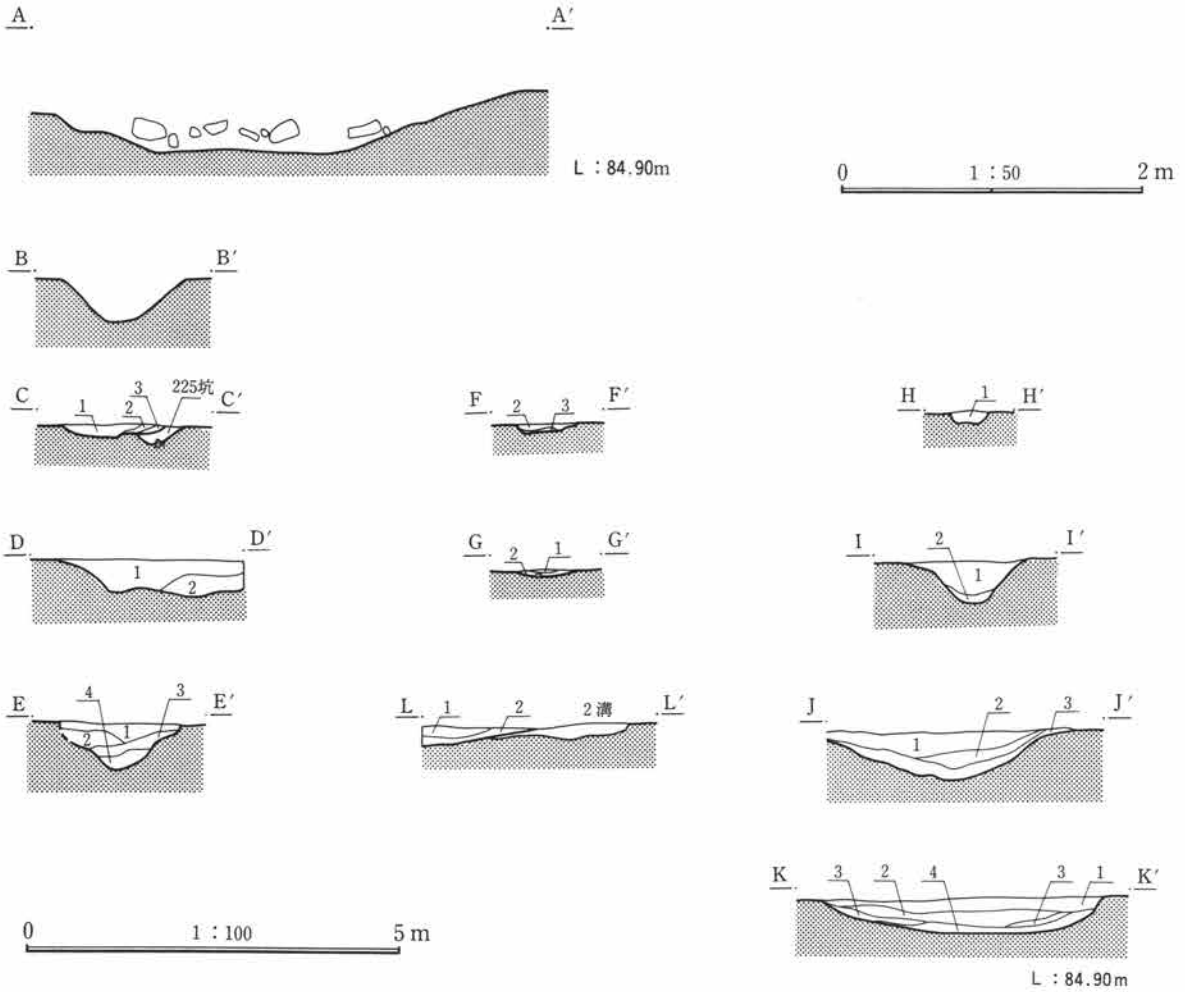 A A′
L : 84.90m
0 1 : 50 2 m
B B′
C 1 2 3 225坑 C′
F 2 3 F′
H 1 H′
D 1 2 D′
G 2 1 G′
I 2 1 I′
E 4 1 2 3 E′
L 1 2 2溝 L′
J 1 2 3 J′
K 3 2 4 3 1 K′
0 1 : 100 5 m
L : 84.90m